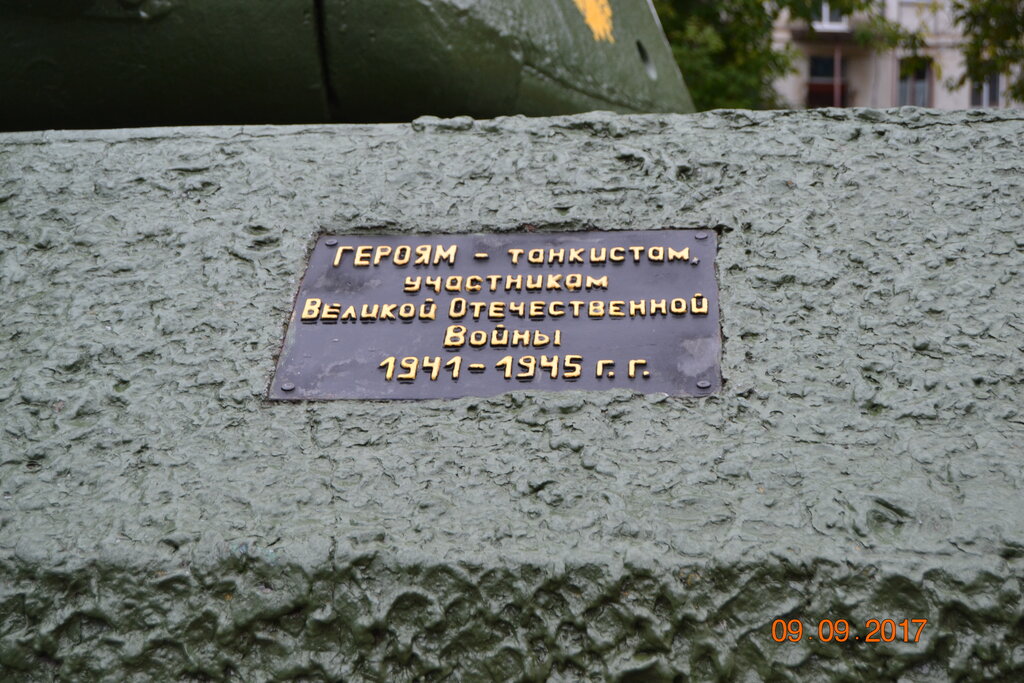 ГЕРОЯМ - танкистам,
участникам
Великой Отечественной
Войны
1941-1945 г. г.
09.09.2017